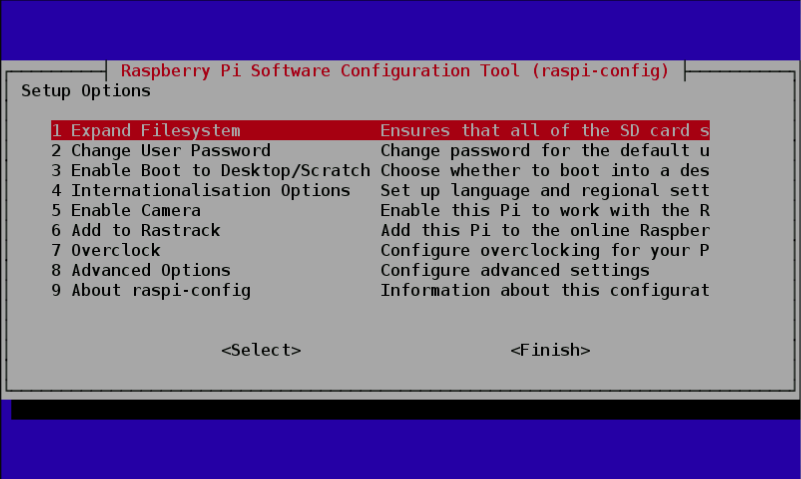 Raspberry Pi Software Configuration Tool (raspi-config)
Setup Options
1 Expand Filesystem Ensures that all of the SD card s
2 Change User Password Change password for the default u
3 Enable Boot to Desktop/Scratch Choose whether to boot into a des
4 Internationalisation Options Set up language and regional sett
5 Enable Camera Enable this Pi to work with the R
6 Add to Rastrack Add this Pi to the online Raspber
7 Overclock Configure overclocking for your P
8 Advanced Options Configure advanced settings
9 About raspi-config Information about this configurat
<Select> <Finish>